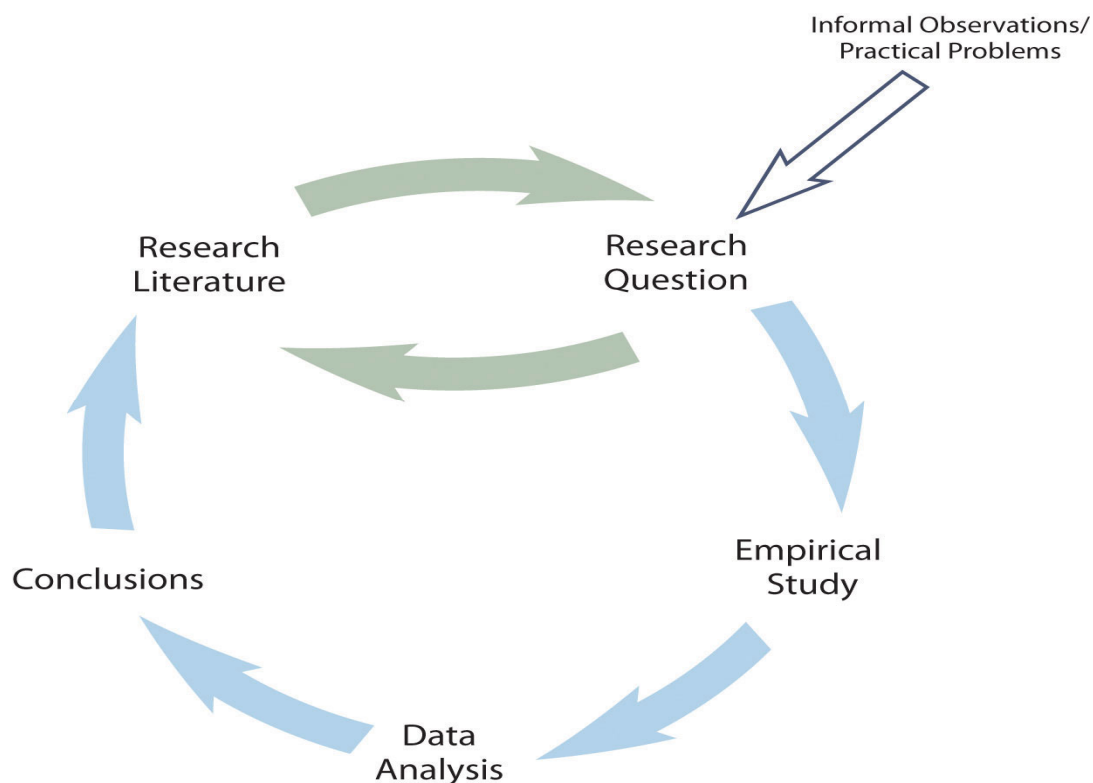 Informal Observations/
Practical Problems
Research
Literature
Research
Question
Empirical
Study
Conclusions
Data
Analysis